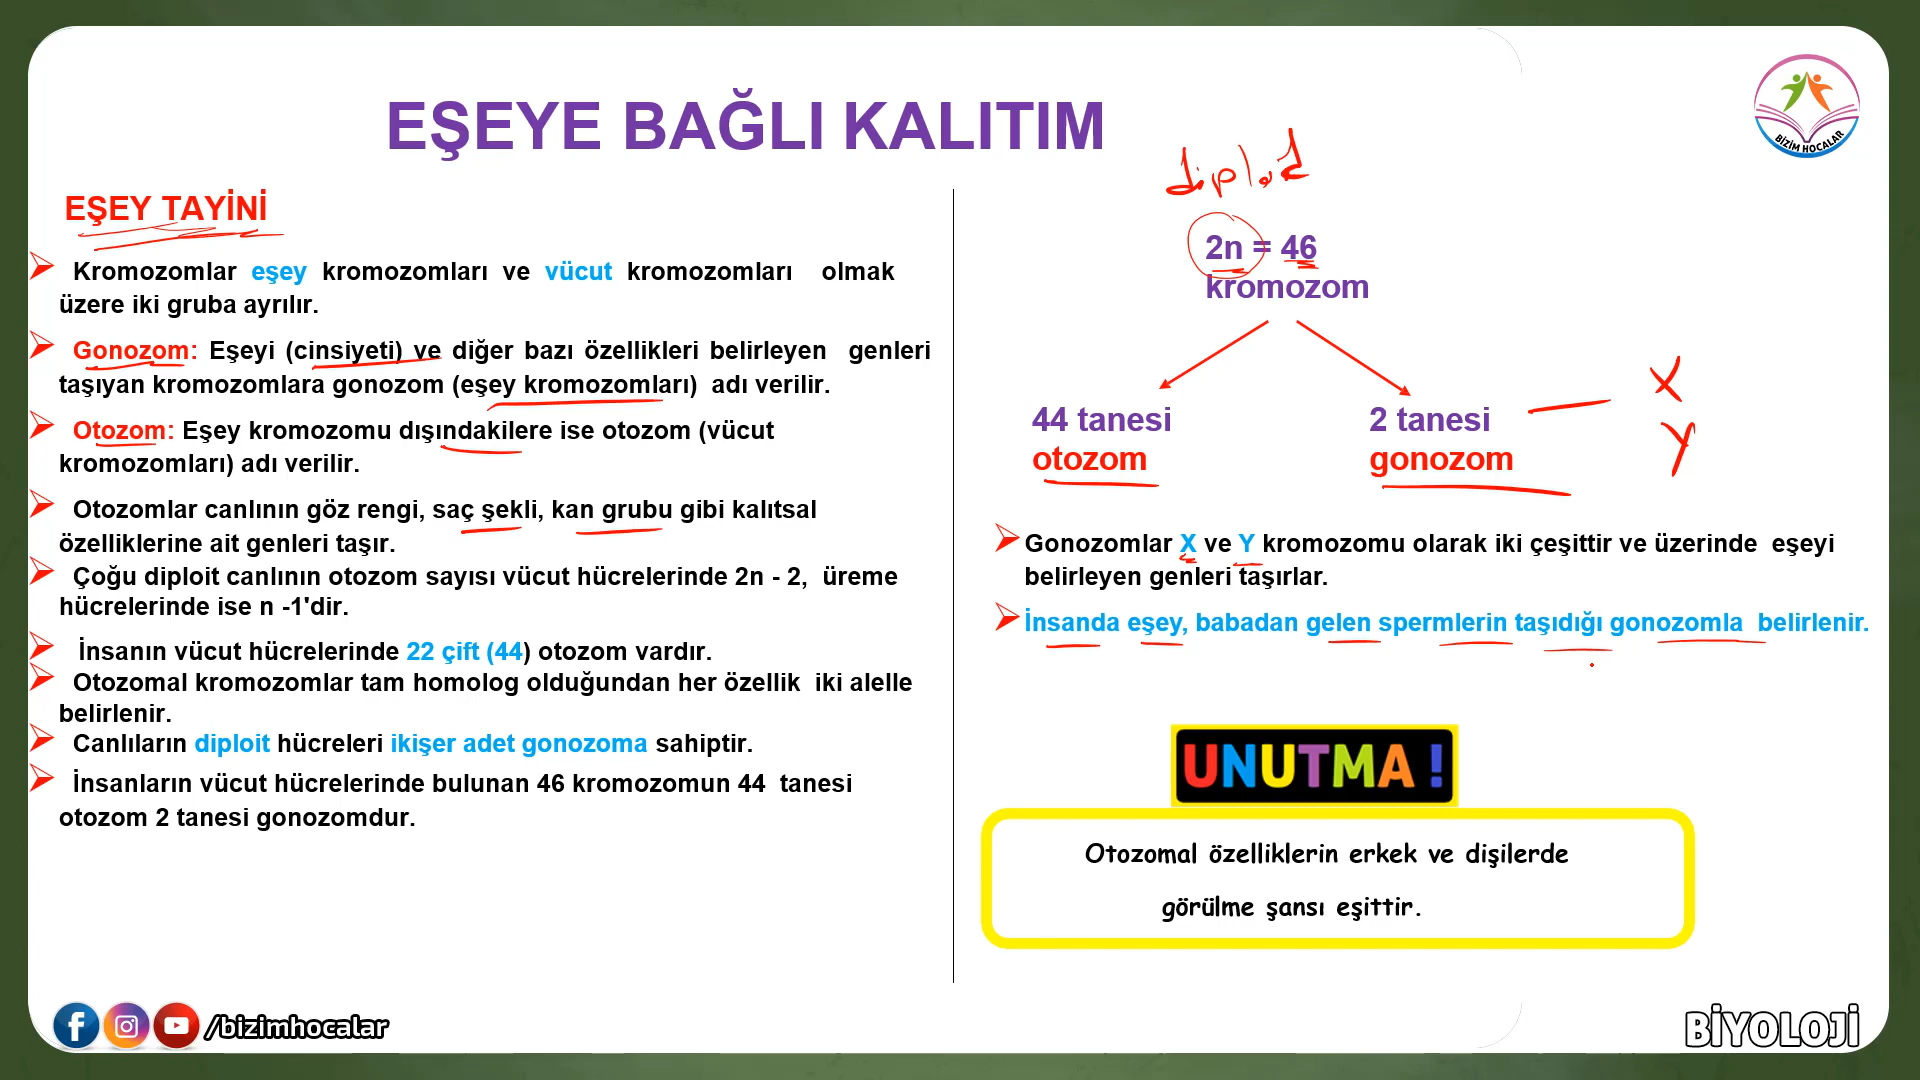 EŞEYE BAĞLI KALITIM
BİZİM HOCALAR
EŞEY TAYİNİ
Kromozomlar eşey kromozomları ve vücut kromozomları olmak
üzere iki gruba ayrılır.
Gonozom: Eşeyi (cinsiyeti) ve diğer bazı özellikleri belirleyen genleri
taşıyan kromozomlara gonozom (eşey kromozomları) adı verilir.
Otozom: Eşey kromozomu dışındakilere ise otozom (vücut
kromozomları) adı verilir.
Otozomlar canlının göz rengi, saç şekli, kan grubu gibi kalıtsal
özelliklerine ait genleri taşır.
Çoğu diploit canlının otozom sayısı vücut hücrelerinde 2n - 2, üreme
hücrelerinde ise n -1'dir.
İnsanın vücut hücrelerinde 22 çift (44) otozom vardır.
Otozomal kromozomlar tam homolog olduğundan her özellik iki alelle
belirlenir.
Canlıların diploit hücreleri ikişer adet gonozoma sahiptir.
İnsanların vücut hücrelerinde bulunan 46 kromozomun 44 tanesi
otozom 2 tanesi gonozomdur.
diploid
2n = 46
kromozom
44 tanesi
otozom
2 tanesi
gonozom
X
Y
Gonozomlar X ve Y kromozomu olarak iki çeşittir ve üzerinde eşeyi
belirleyen genleri taşırlar.
İnsanda eşey, babadan gelen spermlerin taşıdığı gonozomla belirlenir.
UNUTMA !
Otozomal özelliklerin erkek ve dişilerde
görülme şansı eşittir.
/bizimhocalar
BİYOLOJİ